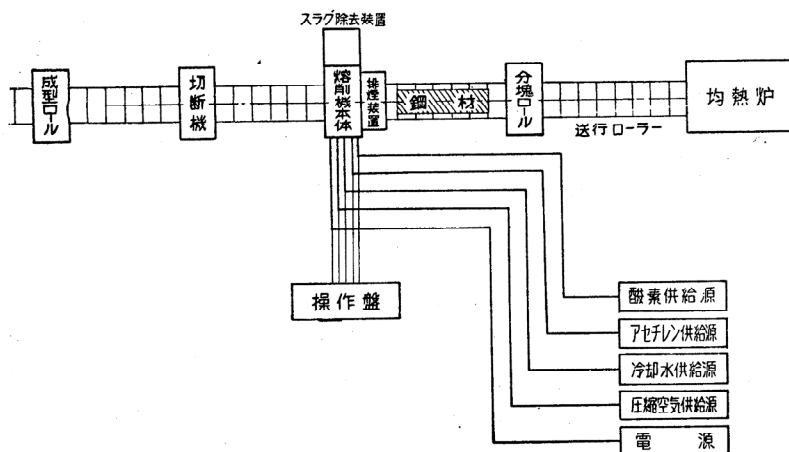 スラグ除去装置
成型ロール
切断機
熔削機本体
排煙装置
鋼材
分塊ロール
送行ローラー
均熱炉
操作盤
酸素供給源
アセチレン供給源
冷却水供給源
圧縮空気供給源
電源